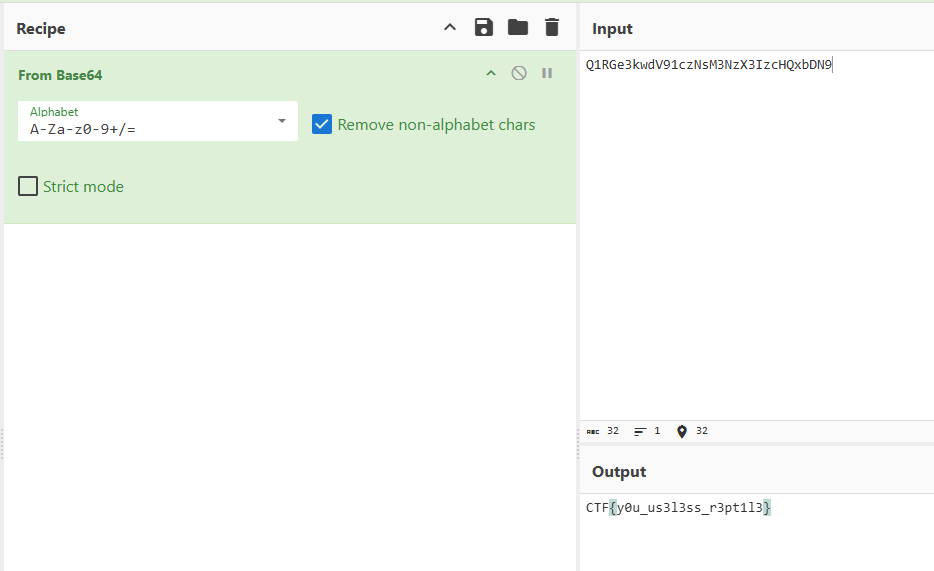 Recipe
From Base64
Alphabet
A-Za-z0-9+/=
Remove non-alphabet chars
Strict mode
Input
Q1RGe3kwdV91czNsM3NzX3IzcHQxbDN9
ABC 32 1 32
Output
CTF{y0u_us3l3ss_r3pt1l3}